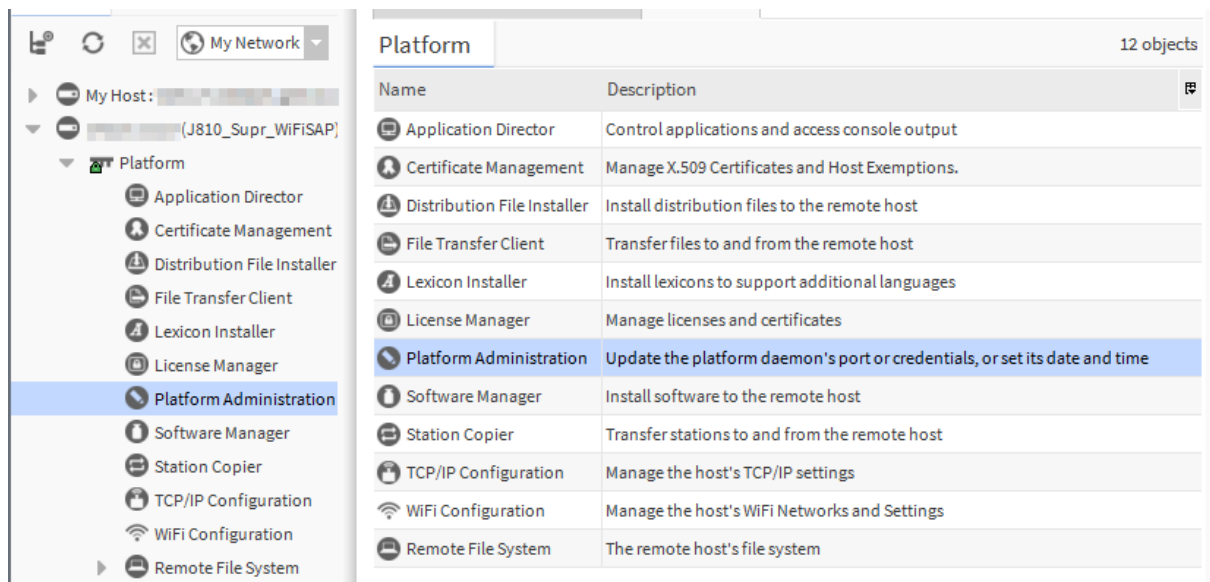 My Network
My Host :
(J810_Supr_WiFiSAP)
Platform
Application Director
Certificate Management
Distribution File Installer
File Transfer Client
Lexicon Installer
License Manager
Platform Administration
Software Manager
Station Copier
TCP/IP Configuration
WiFi Configuration
Remote File System
Platform 12 objects
Name Description
Application Director Control applications and access console output
Certificate Management Manage X.509 Certificates and Host Exemptions.
Distribution File Installer Install distribution files to the remote host
File Transfer Client Transfer files to and from the remote host
Lexicon Installer Install lexicons to support additional languages
License Manager Manage licenses and certificates
Platform Administration Update the platform daemon's port or credentials, or set its date and time
Software Manager Install software to the remote host
Station Copier Transfer stations to and from the remote host
TCP/IP Configuration Manage the host's TCP/IP settings
WiFi Configuration Manage the host's WiFi Networks and Settings
Remote File System The remote host's file system